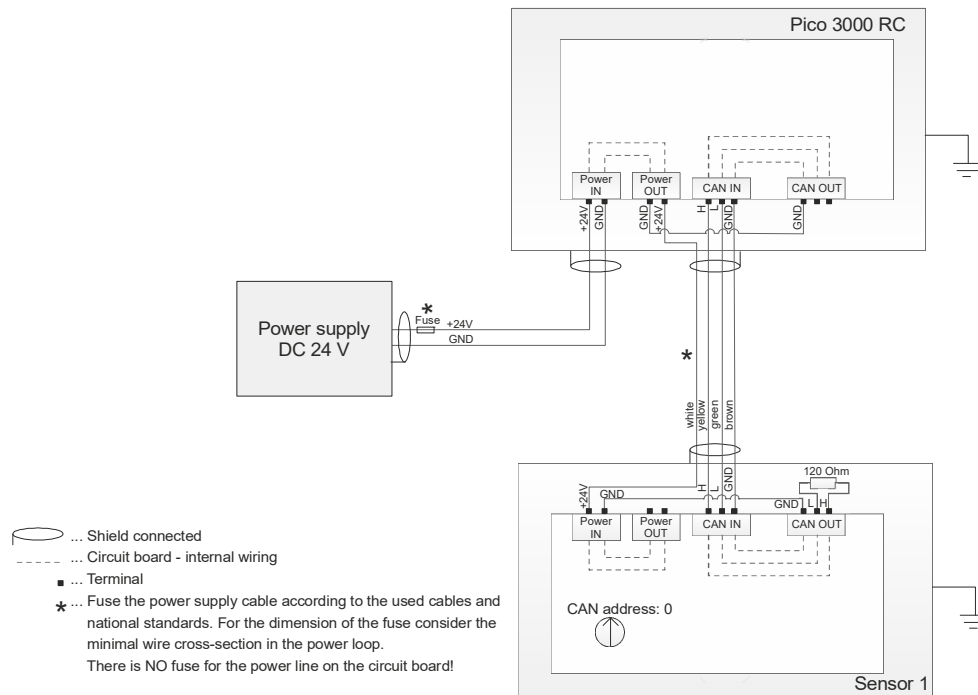 Pico 3000 RC
Power IN
Power OUT
CAN IN
CAN OUT
+24V
GND
GND
+24V
H
L
GND
GND
Power supply
DC 24 V
*
Fuse
+24V
GND
*
white
yellow
green
brown
120 Ohm
+24V
GND
H
L
GND
GND
L
H
Power IN
Power OUT
CAN IN
CAN OUT
CAN address: 0
Sensor 1
... Shield connected
... Circuit board - internal wiring
... Terminal
* ... Fuse the power supply cable according to the used cables and
national standards. For the dimension of the fuse consider the
minimal wire cross-section in the power loop.
There is NO fuse for the power line on the circuit board!